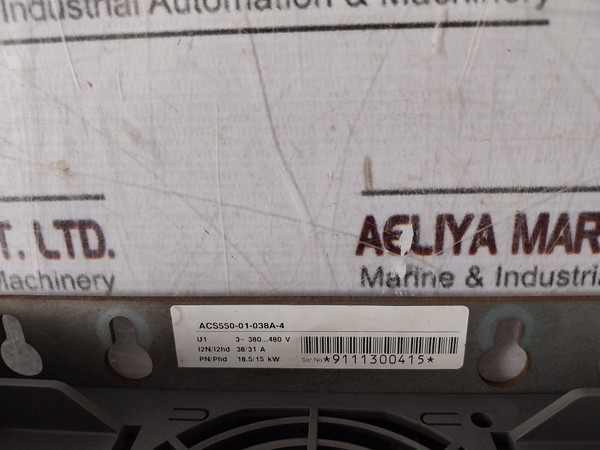 Industrial Automation & Machinery
T. LTD.
Machinery
AELIYA MAR
Marine & Industria
ACS550-01-038A-4
U1 3~ 380...480 V
I2N/I2hd 38/31 A
PN/Phd 18.5/15 kW
Ser No *9111300415*